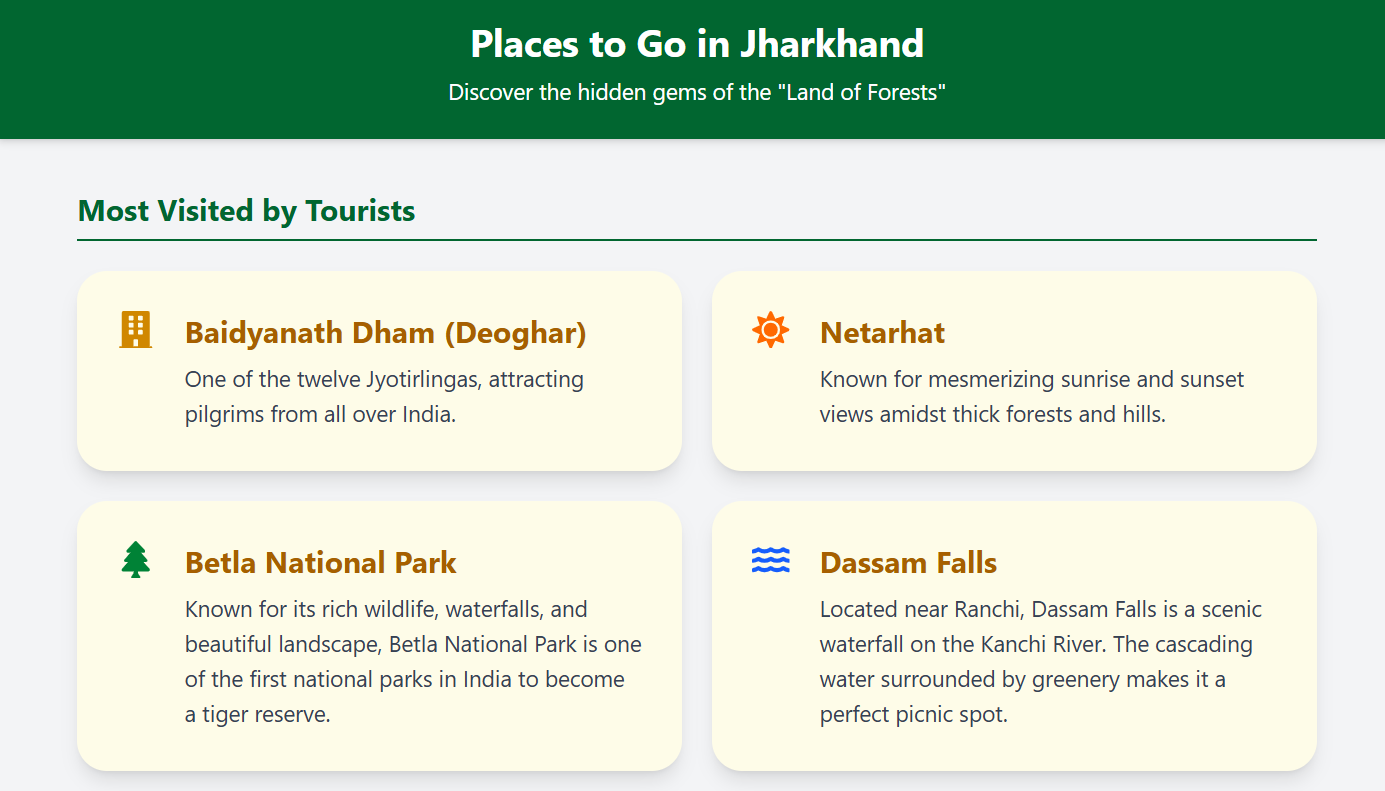 Places to Go in Jharkhand
Discover the hidden gems of the "Land of Forests"
Most Visited by Tourists
Baidyanath Dham (Deoghar)
One of the twelve Jyotirlingas, attracting
pilgrims from all over India.
Netarhat
Known for mesmerizing sunrise and sunset
views amidst thick forests and hills.
Betla National Park
Known for its rich wildlife, waterfalls, and
beautiful landscape, Betla National Park is one
of the first national parks in India to become
a tiger reserve.
Dassam Falls
Located near Ranchi, Dassam Falls is a scenic
waterfall on the Kanchi River. The cascading
water surrounded by greenery makes it a
perfect picnic spot.